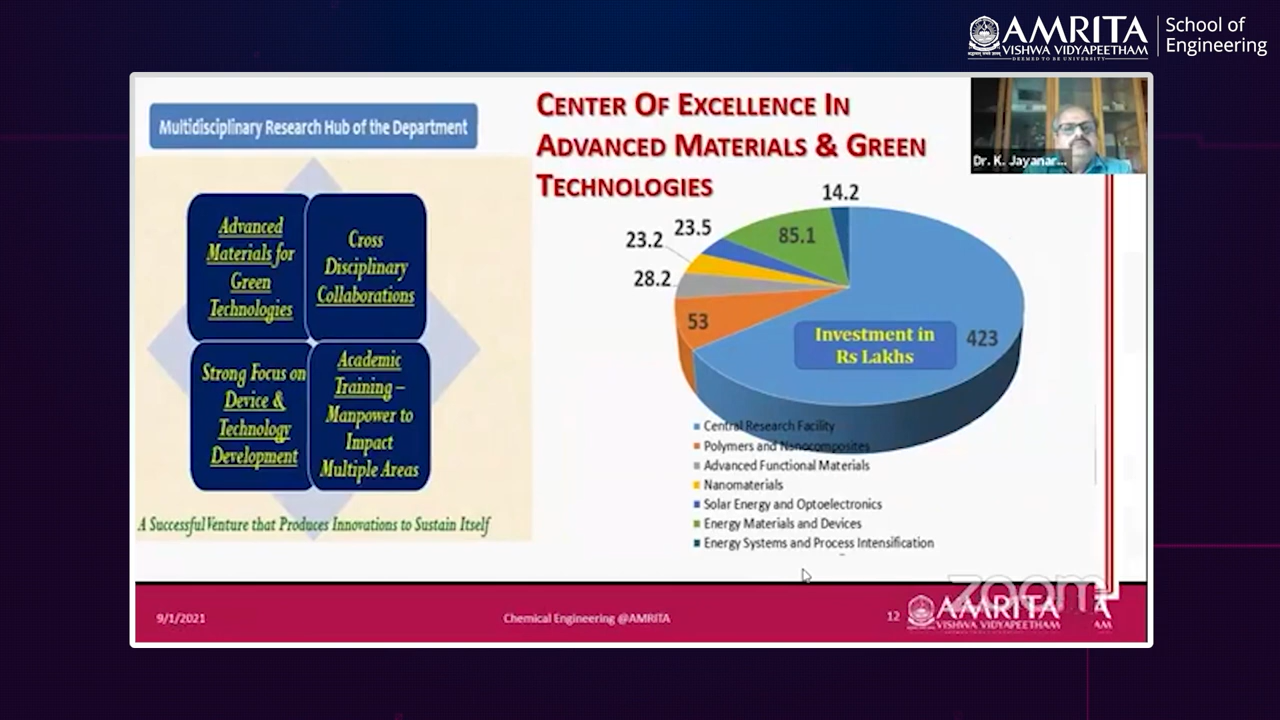 AMRITA
VISHWA VIDYAPEETHAM
DEEMED TO BE UNIVERSITY
School of
Engineering
Multidisciplinary Research Hub of the Department
CENTER OF EXCELLENCE IN
ADVANCED MATERIALS & GREEN
TECHNOLOGIES
Dr. K. Jayanar...
Advanced
Materials for
Green
Technologies
Cross
Disciplinary
Collaborations
Strong Focus on
Device &
Technology
Development
Academic
Training –
Manpower to
Impact
Multiple Areas
A Successful Venture that Produces Innovations to Sustain Itself
14.2
85.1
23.5
23.2
28.2
53
423
Investment in
Rs Lakhs
Central Research Facility
Polymers and Nanocomposites
Advanced Functional Materials
Nanomaterials
Solar Energy and Optoelectronics
Energy Materials and Devices
Energy Systems and Process Intensification
zoom
9/1/2021
Chemical Engineering @AMRITA
12
AMRITA
VISHWA VIDYAPEETHAM